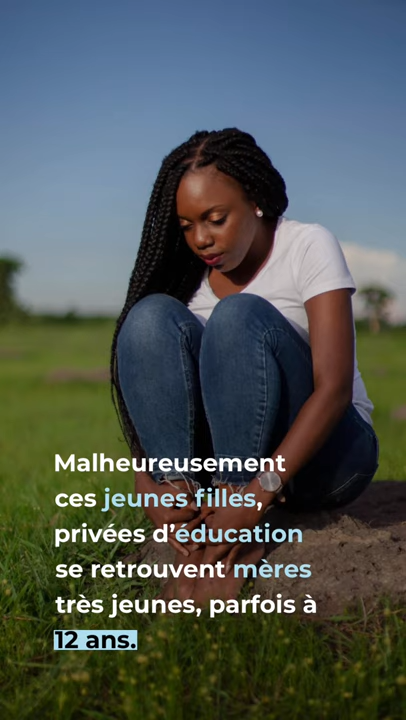 Malheureusement
ces jeunes filles,
privées d’éducation
se retrouvent mères
très jeunes, parfois à
12 ans.